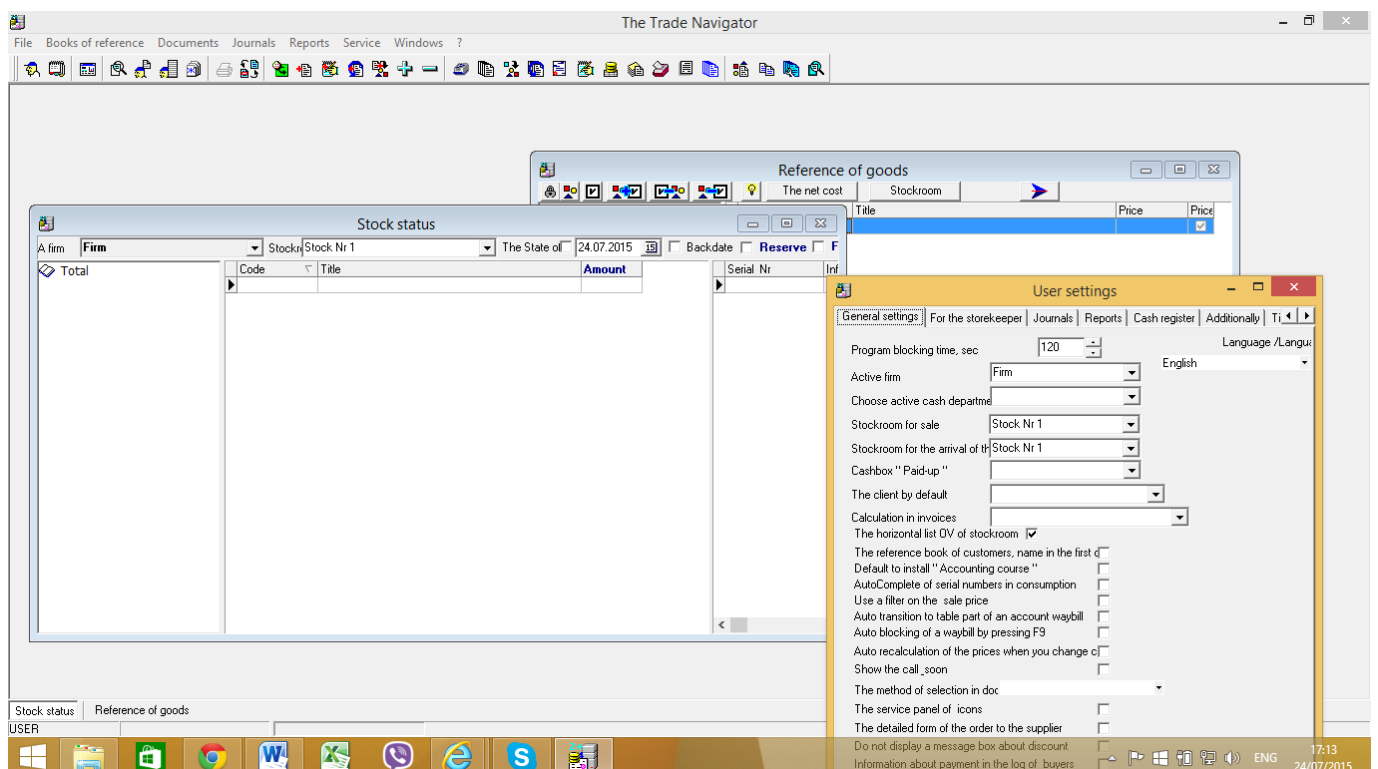 The Trade Navigator
File Books of reference Documents Journals Reports Service Windows ?
Reference of goods
The net cost Stockroom
Title Price Price
Stock status
A firm Firm Stockr Stock Nr 1 The State of 24.07.2015 15 Backdate Reserve F
Total
Code Title Amount Serial Nr Inf
User settings
General settings For the storekeeper Journals Reports Cash register Additionally Ti
Program blocking time, sec 120
Language /Langua
English
Active firm Firm
Choose active cash departme
Stockroom for sale Stock Nr 1
Stockroom for the arrival of th Stock Nr 1
Cashbox " Paid-up "
The client by default
Calculation in invoices
The horizontal list OV of stockroom
The reference book of customers, name in the first c
Default to install " Accounting course "
AutoComplete of serial numbers in consumption
Use a filter on the sale price
Auto transition to table part of an account waybill
Auto blocking of a waybill by pressing F9
Auto recalculation of the prices when you change c
Show the call_soon
The method of selection in doc
The service panel of icons
The detailed form of the order to the supplier
Do not display a message box about discount
Information about payment in the log of buyers
Stock status Reference of goods
USER
ENG
17:13
24/07/2015